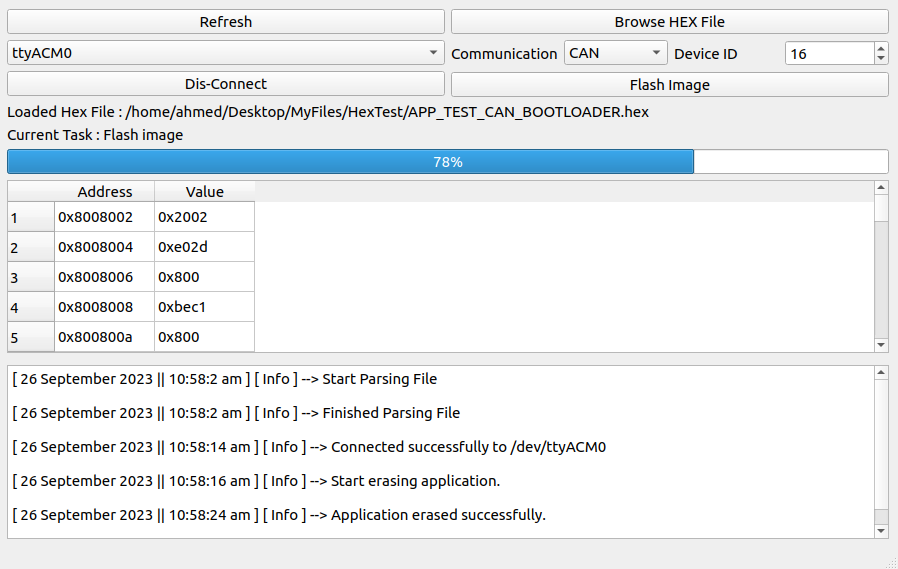 Refresh Browse HEX File
ttyACM0 Communication CAN Device ID 16
Dis-Connect Flash Image
Loaded Hex File : /home/ahmed/Desktop/MyFiles/HexTest/APP_TEST_CAN_BOOTLOADER.hex
Current Task : Flash image
78%
Address Value
1 0x8008002 0x2002
2 0x8008004 0xe02d
3 0x8008006 0x800
4 0x8008008 0xbec1
5 0x800800a 0x800
[ 26 September 2023 || 10:58:2 am ] [ Info ] --> Start Parsing File
[ 26 September 2023 || 10:58:2 am ] [ Info ] --> Finished Parsing File
[ 26 September 2023 || 10:58:14 am ] [ Info ] --> Connected successfully to /dev/ttyACM0
[ 26 September 2023 || 10:58:16 am ] [ Info ] --> Start erasing application.
[ 26 September 2023 || 10:58:24 am ] [ Info ] --> Application erased successfully.